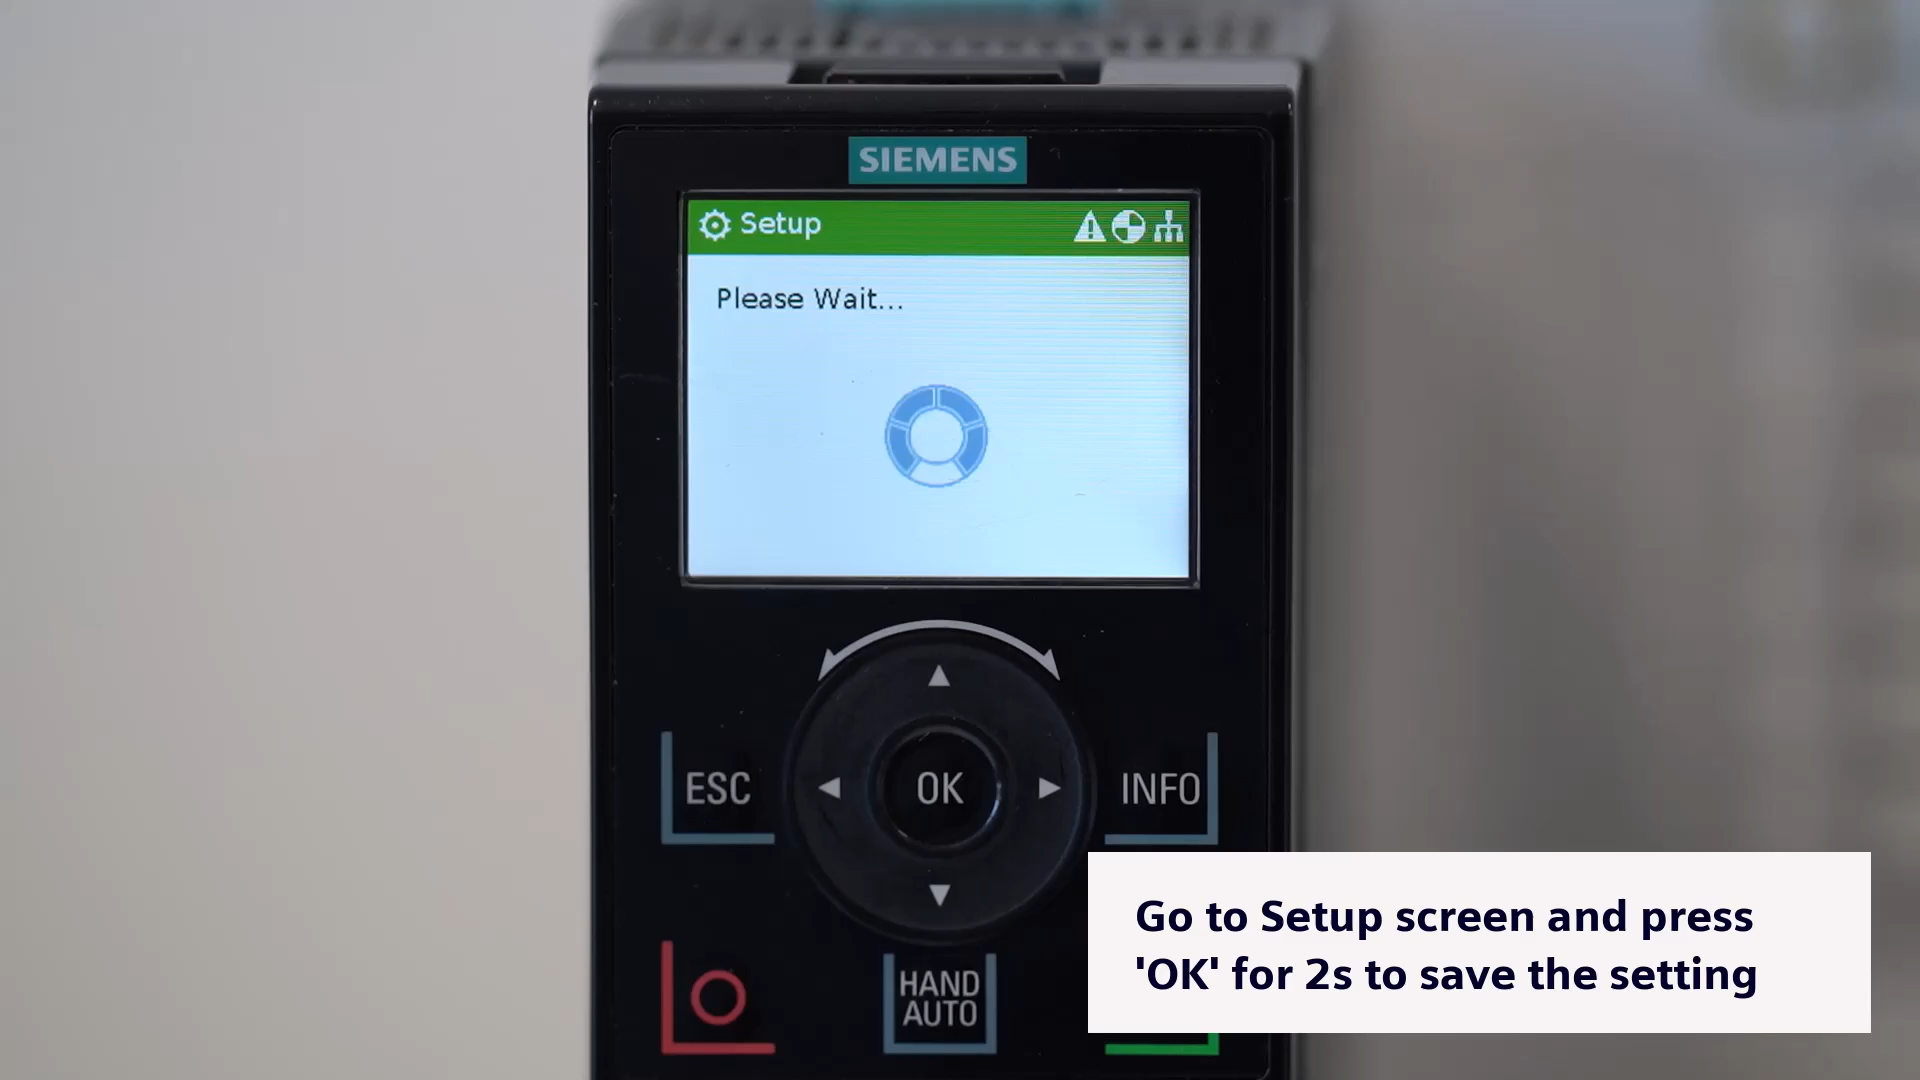 SIEMENS
Setup
Please Wait...
ESC
OK
INFO
HAND
AUTO
Go to Setup screen and press
'OK' for 2s to save the setting